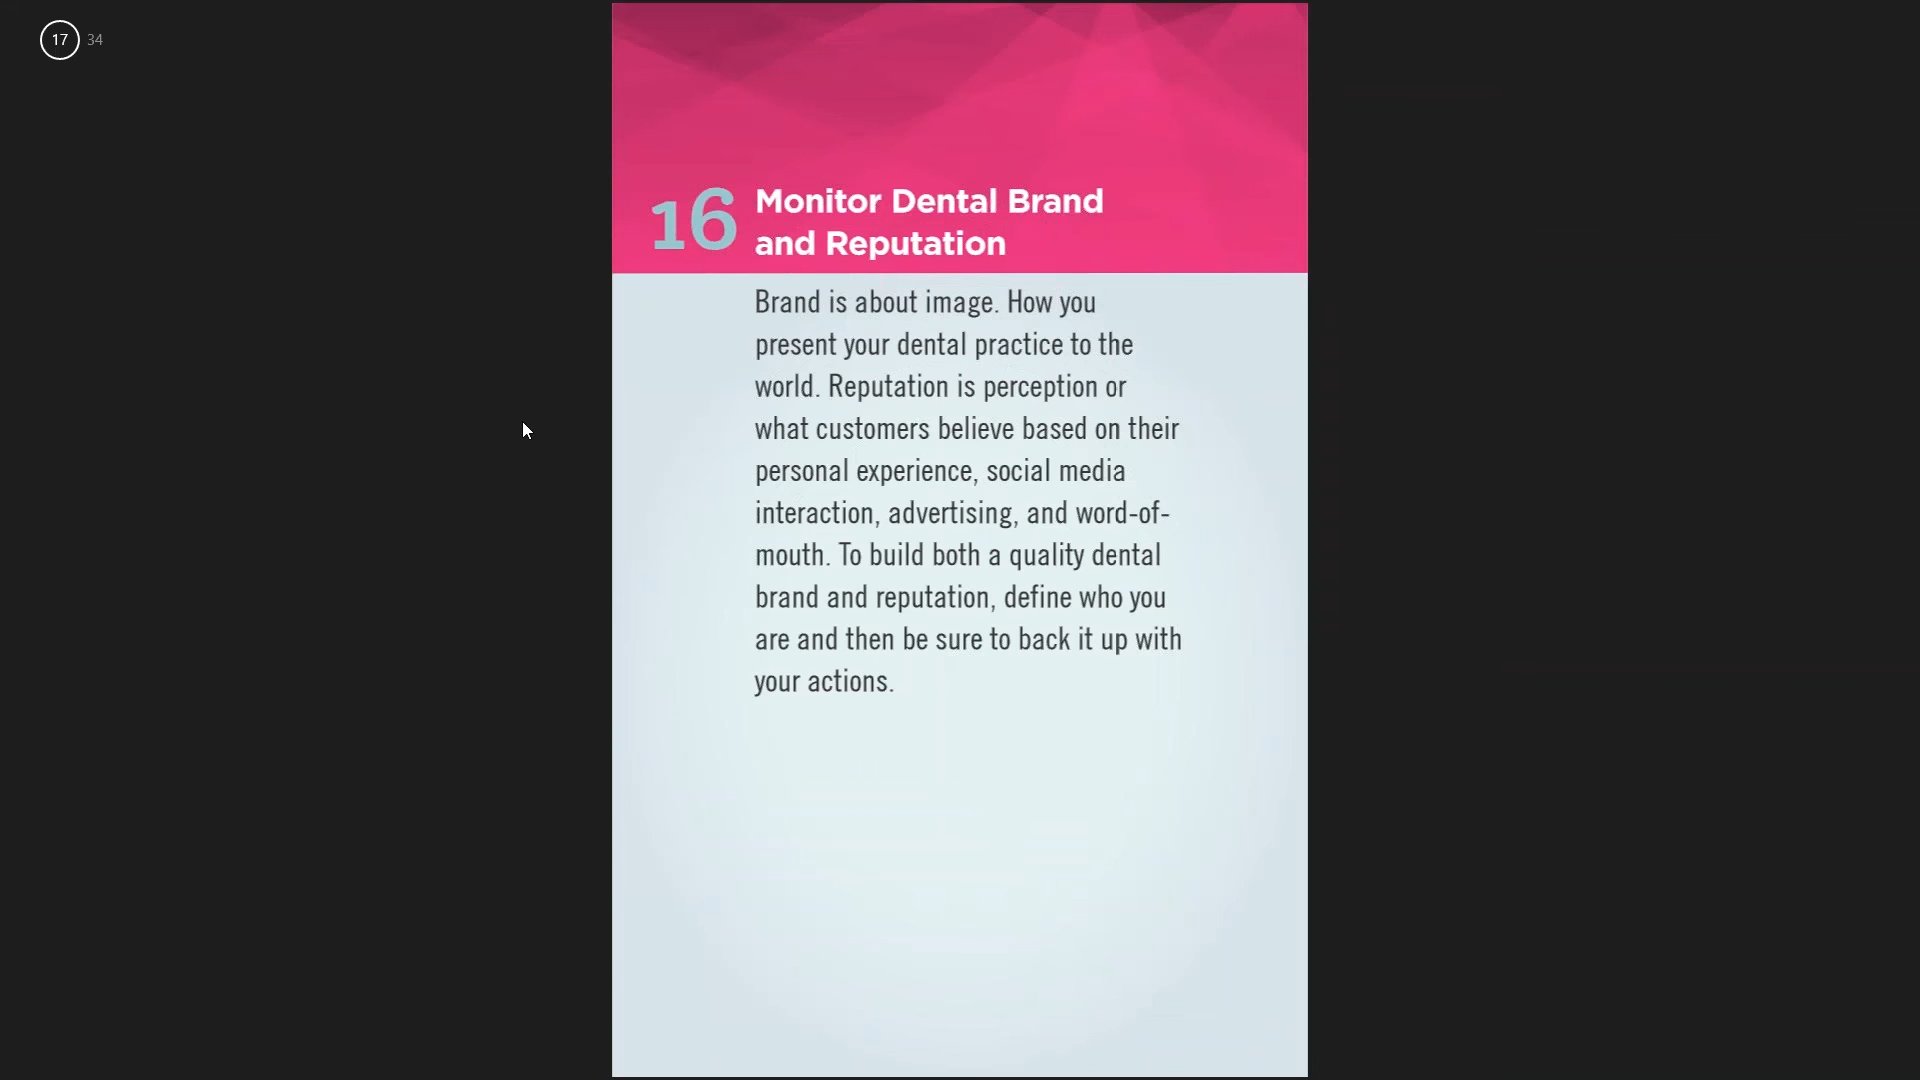 17 34
16 Monitor Dental Brand
and Reputation
Brand is about image. How you
present your dental practice to the
world. Reputation is perception or
what customers believe based on their
personal experience, social media
interaction, advertising, and word-of-
mouth. To build both a quality dental
brand and reputation, define who you
are and then be sure to back it up with
your actions.